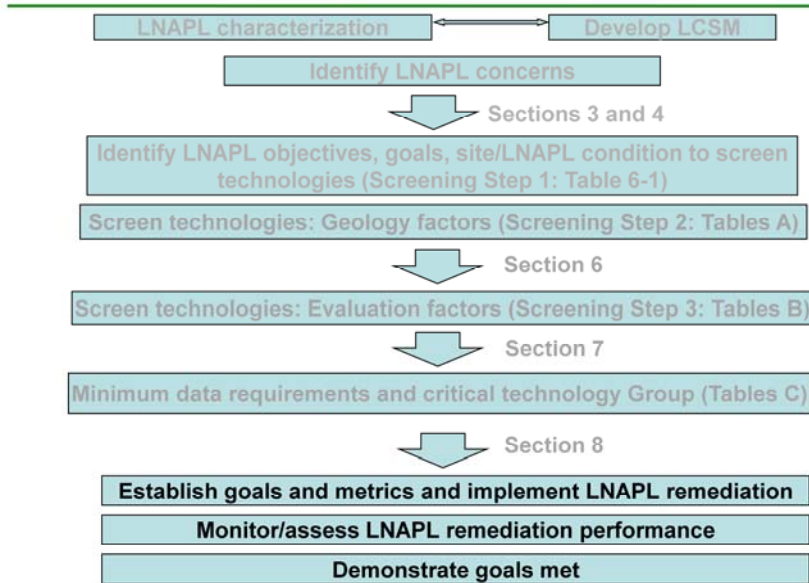 LNAPL characterization
Develop LCSM
Identify LNAPL concerns
Sections 3 and 4
Identify LNAPL objectives, goals, site/LNAPL condition to screen
technologies (Screening Step 1: Table 6-1)
Screen technologies: Geology factors (Screening Step 2: Tables A)
Section 6
Screen technologies: Evaluation factors (Screening Step 3: Tables B)
Section 7
Minimum data requirements and critical technology Group (Tables C)
Section 8
Establish goals and metrics and implement LNAPL remediation
Monitor/assess LNAPL remediation performance
Demonstrate goals met